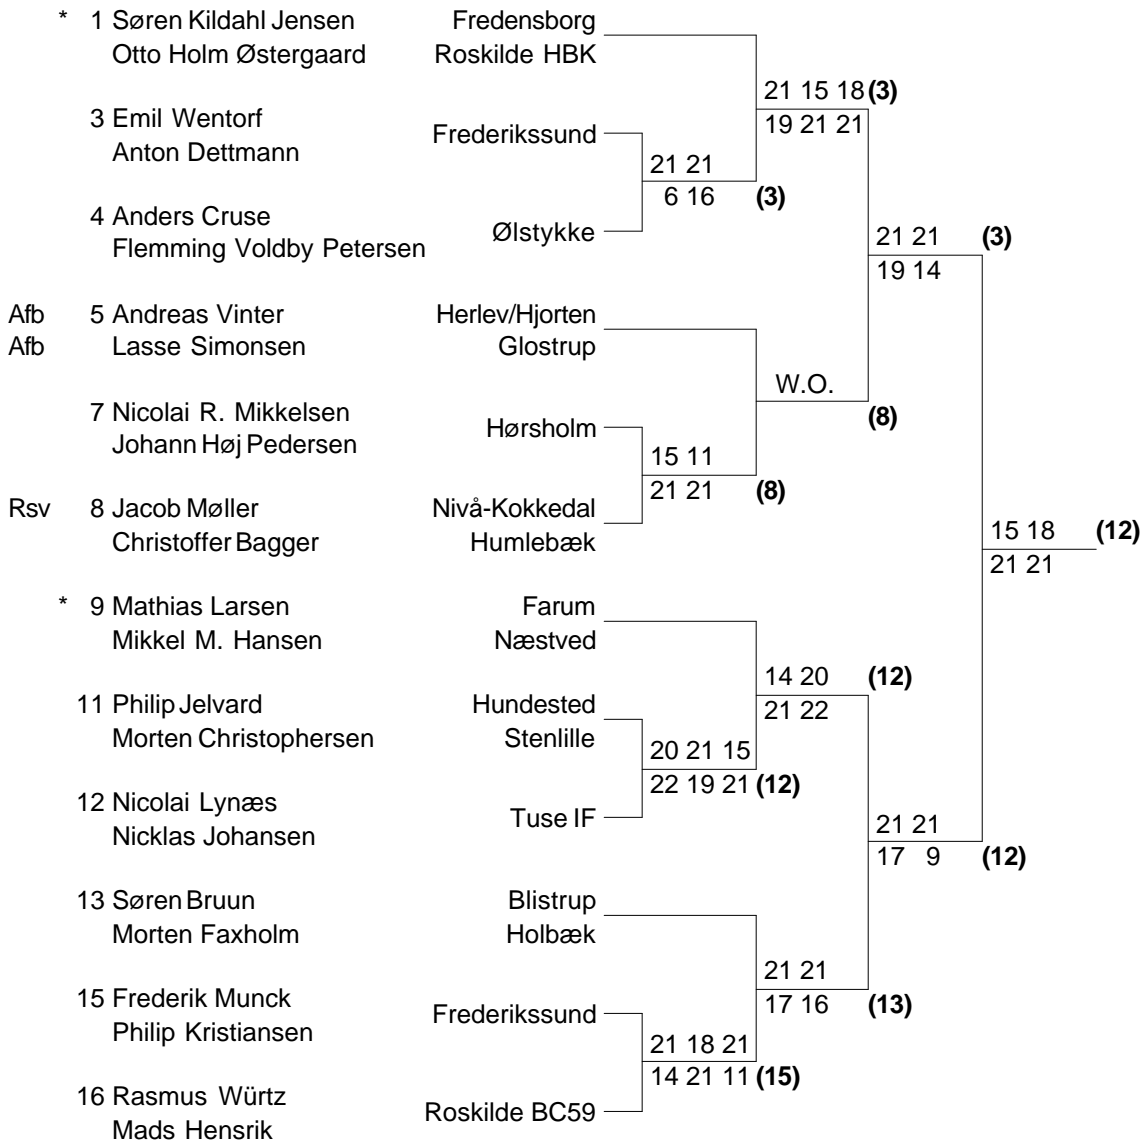 * 1 Søren Kildahl Jensen Fredensborg
Otto Holm Østergaard Roskilde HBK
21 15 18 (3)
3 Emil Wentorf Frederikssund 19 21 21
Anton Dettmann
21 21
6 16 (3)
4 Anders Cruse Ølstykke
Flemming Voldby Petersen
21 21 (3)
19 14
Afb 5 Andreas Vinter Herlev/Hjorten
Afb Lasse Simonsen Glostrup
W.O.
7 Nicolai R. Mikkelsen Hørsholm (8)
Johann Høj Pedersen
15 11
21 21 (8)
Rsv 8 Jacob Møller Nivå-Kokkedal
Christoffer Bagger Humlebæk
15 18 (12)
21 21
* 9 Mathias Larsen Farum
Mikkel M. Hansen Næstved
14 20 (12)
11 Philip Jelvard Hundested 21 22
Morten Christophersen Stenlille
20 21 15
22 19 21 (12)
12 Nicolai Lynæs Tuse IF
Nicklas Johansen
21 21
17 9 (12)
13 Søren Bruun Blistrup
Morten Faxholm Holbæk
21 21
15 Frederik Munck Frederikssund 17 16 (13)
Philip Kristiansen
21 18 21
14 21 11 (15)
16 Rasmus Würtz Roskilde BC59
Mads Hensrik